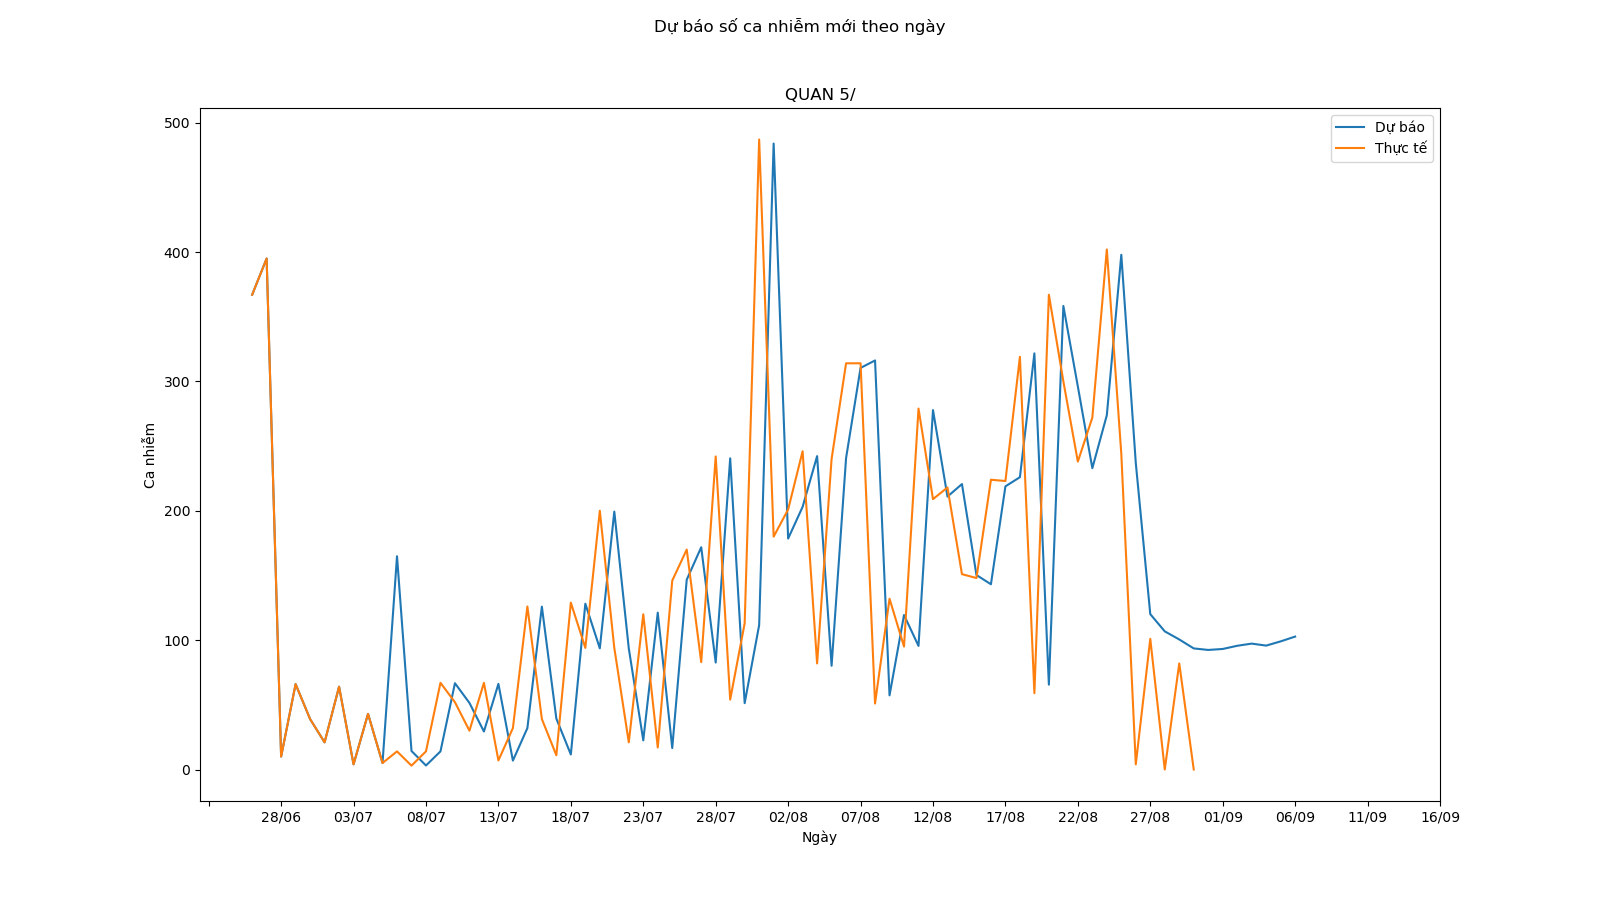 Dự báo số ca nhiễm mới theo ngày
QUAN 5/
Dự báo
Thực tế
500
400
300
200
100
0
Ca nhiễm
28/06 03/07 08/07 13/07 18/07 23/07 28/07 02/08 07/08 12/08 17/08 22/08 27/08 01/09 06/09 11/09 16/09
Ngày